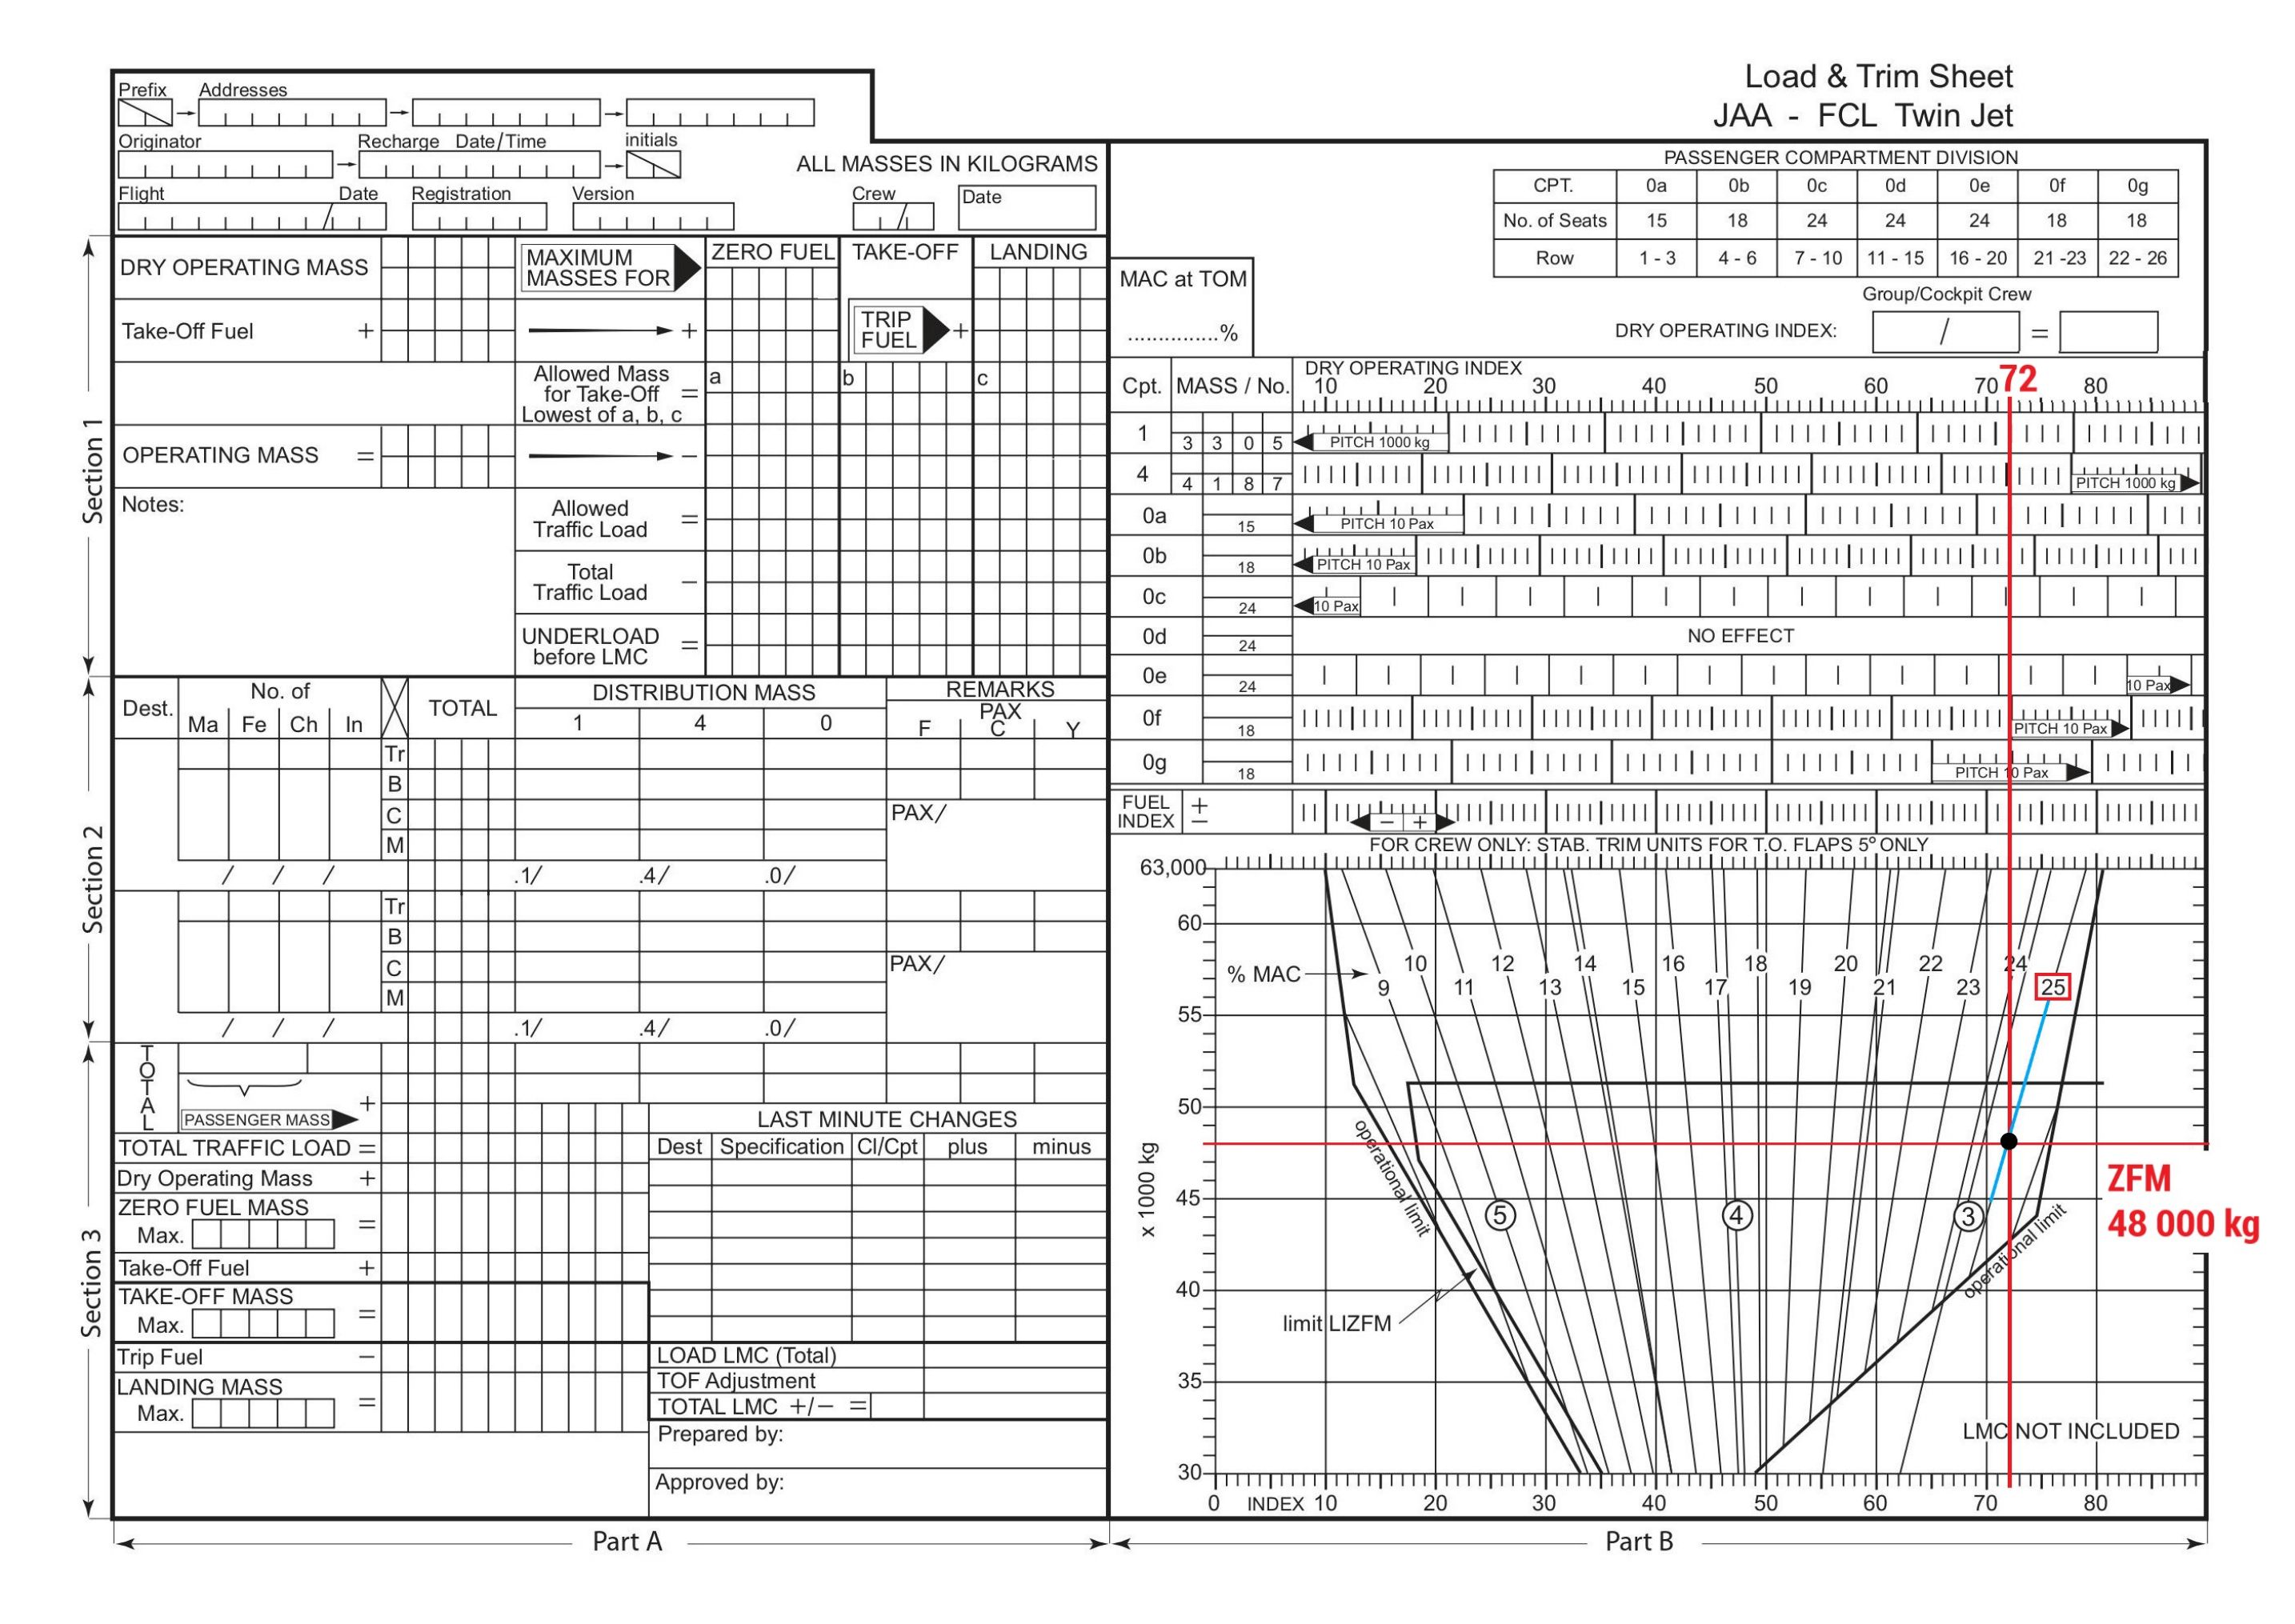 Load & Trim Sheet
JAA - FCL Twin Jet
Prefix Addresses
Originator Recharge Date/Time initials
ALL MASSES IN KILOGRAMS
Flight Date Registration Version Crew Date
Section 1
DRY OPERATING MASS
MAXIMUM
MASSES FOR
ZERO FUEL TAKE-OFF LANDING
Take-Off Fuel +
+
TRIP
FUEL +
Allowed Mass
for Take-Off =
Lowest of a, b, c
a b c
OPERATING MASS =
−
Notes:
Allowed
Traffic Load =
Total
Traffic Load −
UNDERLOAD
before LMC =
Section 2
Dest. No. of
Ma Fe Ch In
TOTAL
DISTRIBUTION MASS
1 4 0
REMARKS
PAX
F C Y
Tr
B
C PAX/
M
/ / / .1/ .4/ .0/
Tr
B
C PAX/
M
/ / / .1/ .4/ .0/
Section 3
TOTAL
PASSENGER MASS +
TOTAL TRAFFIC LOAD =
Dry Operating Mass +
ZERO FUEL MASS
Max. =
Take-Off Fuel +
TAKE-OFF MASS
Max. =
Trip Fuel −
LANDING MASS
Max. =
LAST MINUTE CHANGES
Dest Specification Cl/Cpt plus minus
LOAD LMC (Total)
TOF Adjustment
TOTAL LMC +/− =
Prepared by:
Approved by:
Part A
PASSENGER COMPARTMENT DIVISION
CPT. 0a 0b 0c 0d 0e 0f 0g
No. of Seats 15 18 24 24 24 18 18
Row 1 - 3 4 - 6 7 - 10 11 - 15 16 - 20 21 -23 22 - 26
MAC at TOM
...............%
Group/Cockpit Crew
DRY OPERATING INDEX: / =
Cpt. MASS / No.
DRY OPERATING INDEX
10 20 30 40 50 60 70 72 80
1 3 3 0 5 PITCH 1000 kg
4 4 1 8 7 PITCH 1000 kg
0a 15 PITCH 10 Pax
0b 18 PITCH 10 Pax
0c 24 10 Pax
0d 24 NO EFFECT
0e 24 10 Pax
0f 18 PITCH 10 Pax
0g 18 PITCH 10 Pax
FUEL
INDEX
+
−
− +
FOR CREW ONLY: STAB. TRIM UNITS FOR T.O. FLAPS 5° ONLY
63,000
60
55
50
45
40
35
30
x 1000 kg
% MAC
10 12 14 16 18 20 22 24
9 11 13 15 17 19 21 23 25
operational limit
5 4 3
operational limit
limit LIZFM
ZFM
48 000 kg
LMC NOT INCLUDED
0 INDEX 10 20 30 40 50 60 70 80
Part B